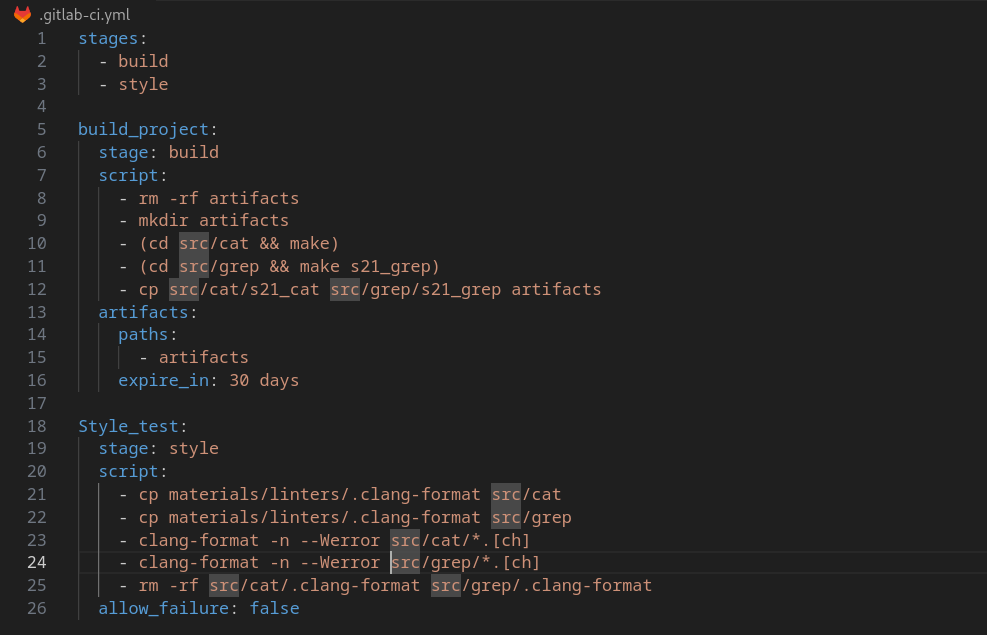 .gitlab-ci.yml
1 stages:
2   - build
3   - style
4
5 build_project:
6   stage: build
7   script:
8     - rm -rf artifacts
9     - mkdir artifacts
10     - (cd src/cat && make)
11     - (cd src/grep && make s21_grep)
12     - cp src/cat/s21_cat src/grep/s21_grep artifacts
13   artifacts:
14     paths:
15       - artifacts
16     expire_in: 30 days
17
18 Style_test:
19   stage: style
20   script:
21     - cp materials/linters/.clang-format src/cat
22     - cp materials/linters/.clang-format src/grep
23     - clang-format -n --Werror src/cat/*.[ch]
24     - clang-format -n --Werror src/grep/*.[ch]
25     - rm -rf src/cat/.clang-format src/grep/.clang-format
26   allow_failure: false